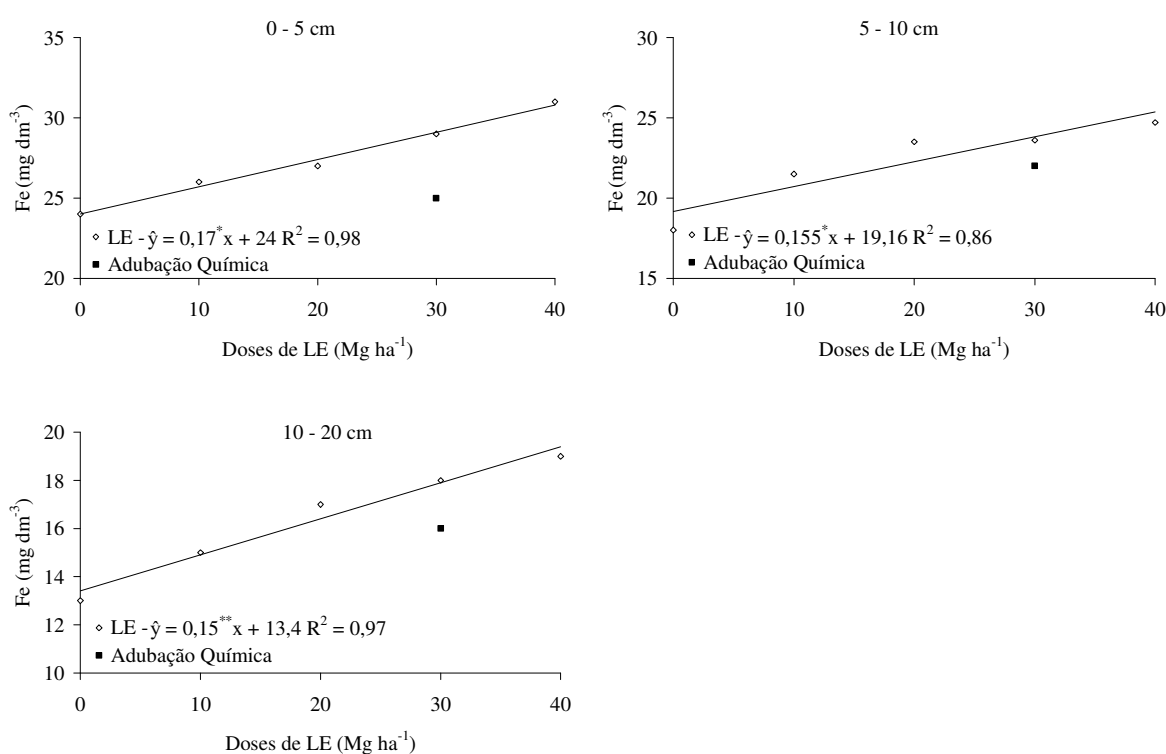 0 - 5 cm
35
30
25
20
Fe (mg dm-3)
◊ LE - ŷ = 0,17*x + 24 R2 = 0,98
■ Adubação Química
0 10 20 30 40
Doses de LE (Mg ha-1)
5 - 10 cm
30
25
20
15
Fe (mg dm-3)
◊ LE - ŷ = 0,155*x + 19,16 R2 = 0,86
■ Adubação Química
0 10 20 30 40
Doses de LE (Mg ha-1)
10 - 20 cm
20
18
16
14
12
10
Fe (mg dm-3)
◊ LE - ŷ = 0,15**x + 13,4 R2 = 0,97
■ Adubação Química
0 10 20 30 40
Doses de LE (Mg ha-1)